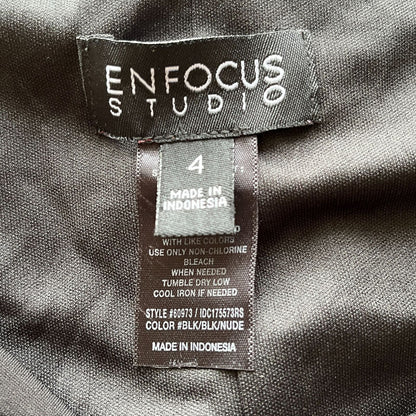 ENFOCUS
STUDIO
4
MADE IN
INDONESIA
WITH LIKE COLORS
USE ONLY NON-CHLORINE
BLEACH
WHEN NEEDED
TUMBLE DRY LOW
COOL IRON IF NEEDED
STYLE #60973 / IDC175573RS
COLOR #BLK/BLK/NUDE
MADE IN INDONESIA